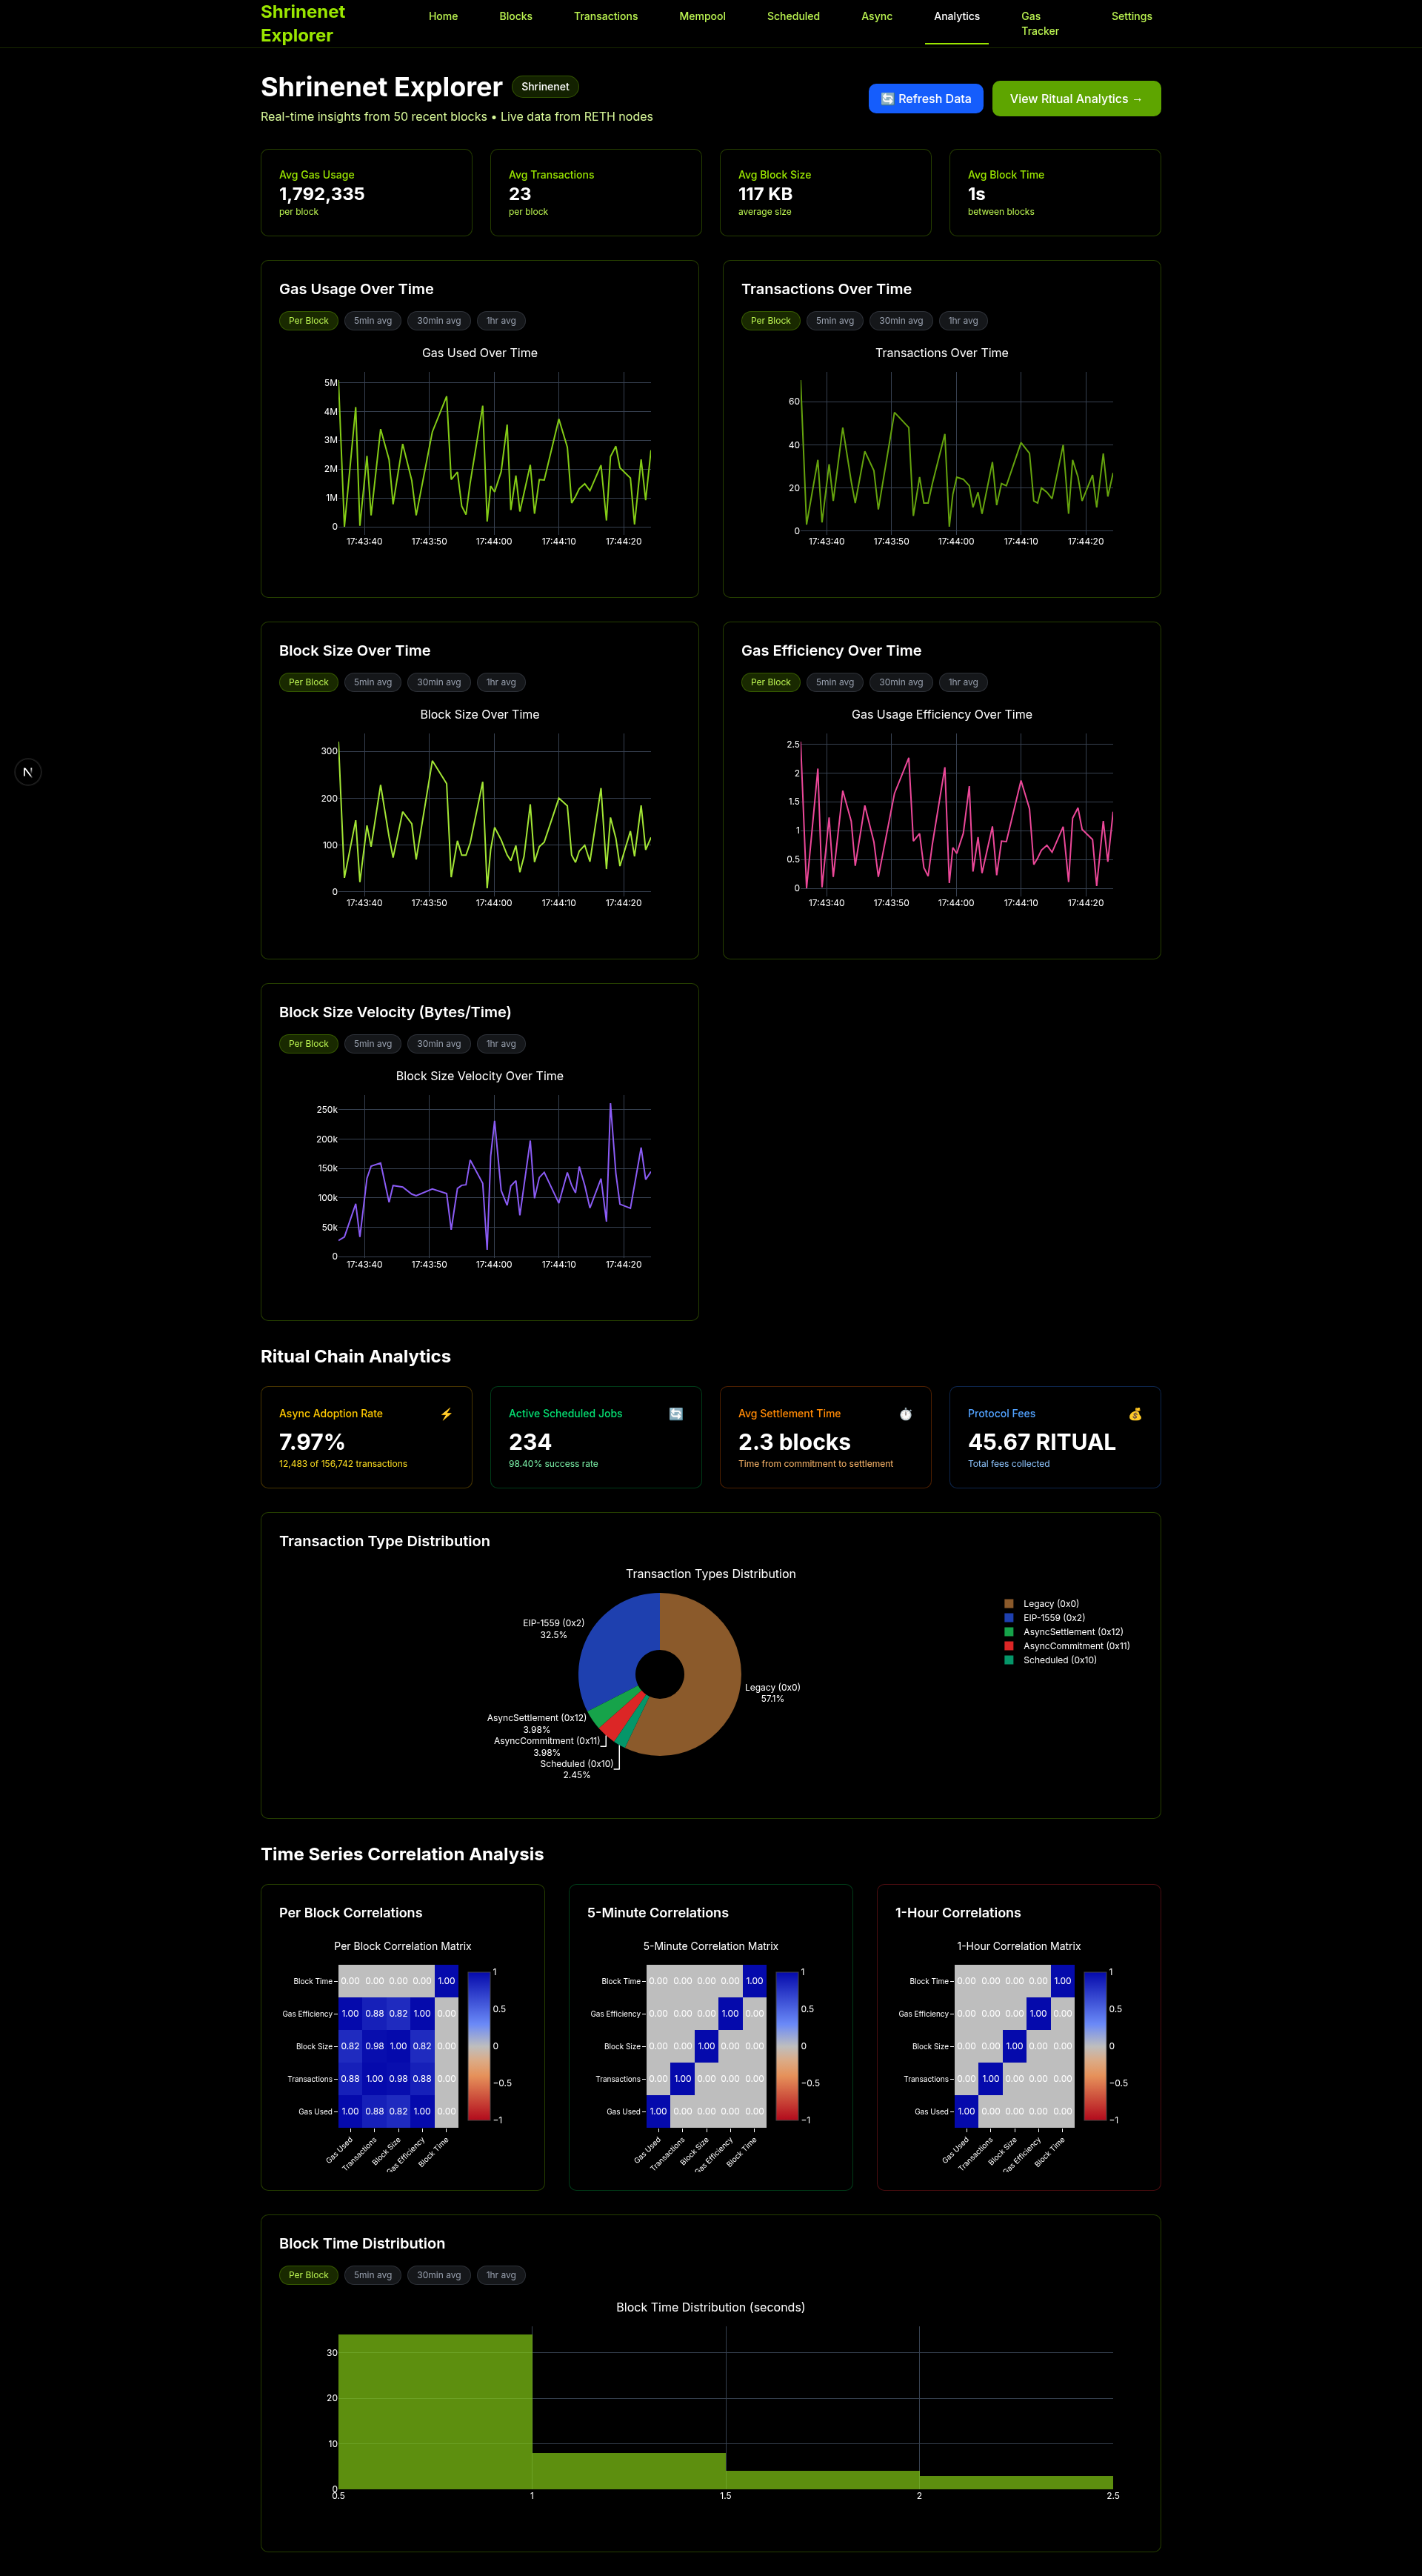 Shrinenet
Explorer
Home
Blocks
Transactions
Mempool
Scheduled
Async
Analytics
Gas
Tracker
Settings
Shrinenet Explorer
Shrinenet
Real-time insights from 50 recent blocks • Live data from RETH nodes
🔄 Refresh Data
View Ritual Analytics →
Avg Gas Usage
1,792,335
per block
Avg Transactions
23
per block
Avg Block Size
117 KB
average size
Avg Block Time
1s
between blocks
Gas Usage Over Time
Per Block 5min avg 30min avg 1hr avg
Gas Used Over Time
5M
4M
3M
2M
1M
0
17:43:40 17:43:50 17:44:00 17:44:10 17:44:20
Transactions Over Time
Per Block 5min avg 30min avg 1hr avg
Transactions Over Time
60
40
20
0
17:43:40 17:43:50 17:44:00 17:44:10 17:44:20
Block Size Over Time
Per Block 5min avg 30min avg 1hr avg
Block Size Over Time
300
200
100
0
17:43:40 17:43:50 17:44:00 17:44:10 17:44:20
Gas Efficiency Over Time
Per Block 5min avg 30min avg 1hr avg
Gas Usage Efficiency Over Time
2.5
2
1.5
1
0.5
0
17:43:40 17:43:50 17:44:00 17:44:10 17:44:20
N
Block Size Velocity (Bytes/Time)
Per Block 5min avg 30min avg 1hr avg
Block Size Velocity Over Time
250k
200k
150k
100k
50k
0
17:43:40 17:43:50 17:44:00 17:44:10 17:44:20
Ritual Chain Analytics
Async Adoption Rate ⚡
7.97%
12,483 of 156,742 transactions
Active Scheduled Jobs 🔄
234
98.40% success rate
Avg Settlement Time ⏱️
2.3 blocks
Time from commitment to settlement
Protocol Fees 💰
45.67 RITUAL
Total fees collected
Transaction Type Distribution
Transaction Types Distribution
EIP-1559 (0x2)
32.5%
Legacy (0x0)
57.1%
AsyncSettlement (0x12)
3.98%
AsyncCommitment (0x11)
3.98%
Scheduled (0x10)
2.45%
Legacy (0x0)
EIP-1559 (0x2)
AsyncSettlement (0x12)
AsyncCommitment (0x11)
Scheduled (0x10)
Time Series Correlation Analysis
Per Block Correlations
Per Block Correlation Matrix
Block Time 0.00 0.00 0.00 0.00 1.00
Gas Efficiency 1.00 0.88 0.82 1.00 0.00
Block Size 0.82 0.98 1.00 0.82 0.00
Transactions 0.88 1.00 0.98 0.88 0.00
Gas Used 1.00 0.88 0.82 1.00 0.00
Gas Used Transactions Block Size Gas Efficiency Block Time
1
0.5
0
−0.5
−1
5-Minute Correlations
5-Minute Correlation Matrix
Block Time 0.00 0.00 0.00 0.00 1.00
Gas Efficiency 0.00 0.00 0.00 1.00 0.00
Block Size 0.00 0.00 1.00 0.00 0.00
Transactions 0.00 1.00 0.00 0.00 0.00
Gas Used 1.00 0.00 0.00 0.00 0.00
Gas Used Transactions Block Size Gas Efficiency Block Time
1
0.5
0
−0.5
−1
1-Hour Correlations
1-Hour Correlation Matrix
Block Time 0.00 0.00 0.00 0.00 1.00
Gas Efficiency 0.00 0.00 0.00 1.00 0.00
Block Size 0.00 0.00 1.00 0.00 0.00
Transactions 0.00 1.00 0.00 0.00 0.00
Gas Used 1.00 0.00 0.00 0.00 0.00
Gas Used Transactions Block Size Gas Efficiency Block Time
1
0.5
0
−0.5
−1
Block Time Distribution
Per Block 5min avg 30min avg 1hr avg
Block Time Distribution (seconds)
30
20
10
0
0.5 1 1.5 2 2.5